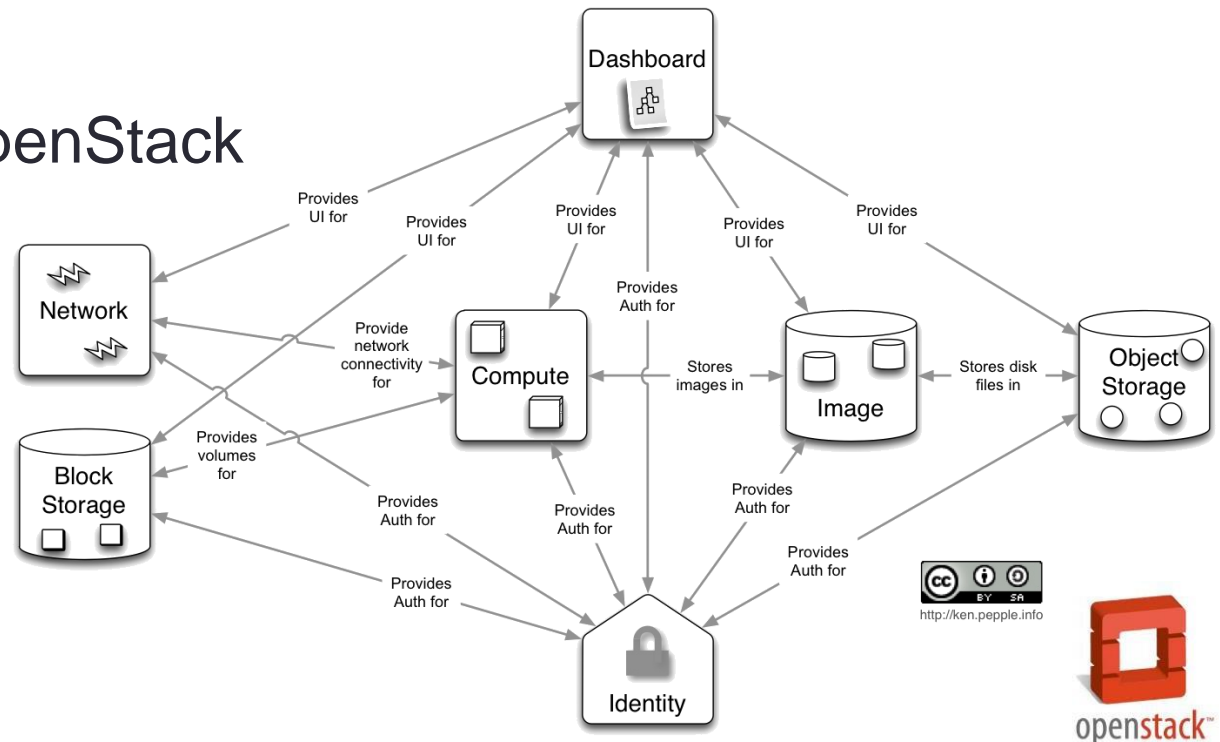 penStack
Dashboard
Provides
UI for
Provides
UI for
Provides
UI for
Provides
UI for
Provides
UI for
Network
Provides
Auth for
Provide
network
connectivity
for
Compute
Stores
images in
Image
Stores disk
files in
Object
Storage
Provides
volumes
for
Block
Storage
Provides
Auth for
Provides
Auth for
Provides
Auth for
Provides
Auth for
Provides
Auth for
Identity
cc
BY SA
http://ken.pepple.info
openstack™